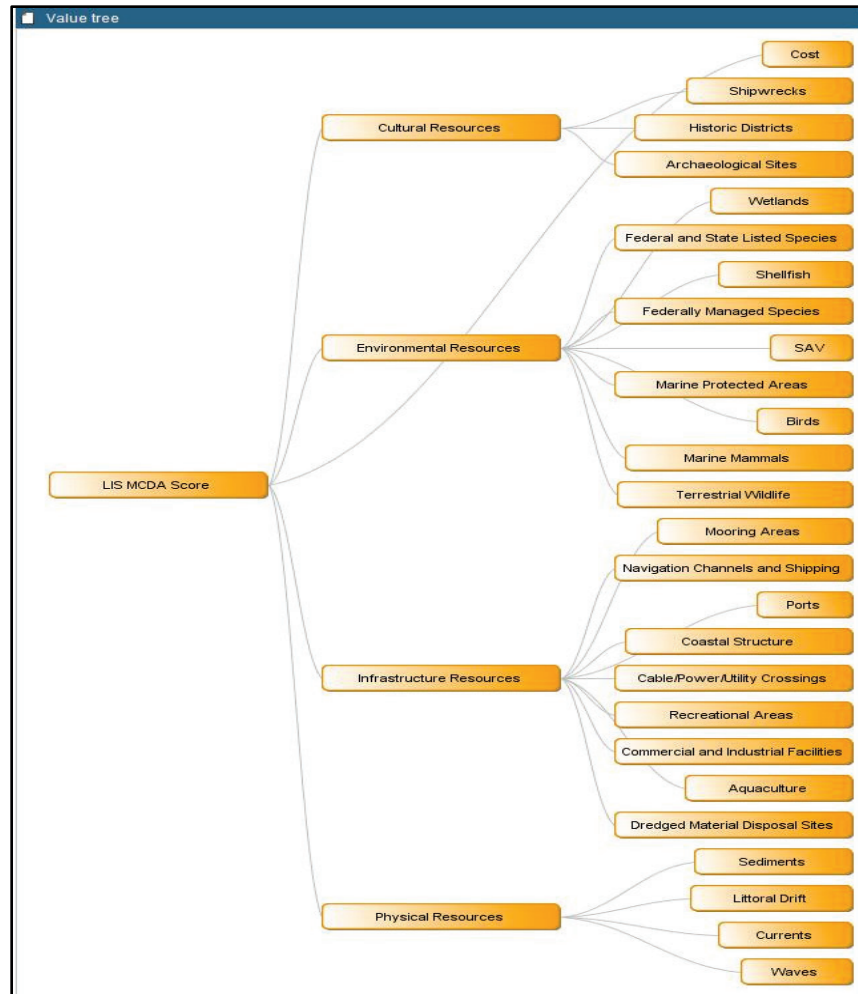 Value tree
Cost
Shipwrecks
Cultural Resources
Historic Districts
Archaeological Sites
Wetlands
Federal and State Listed Species
Shellfish
Federally Managed Species
Environmental Resources
SAV
Marine Protected Areas
Birds
Marine Mammals
LIS MCDA Score
Terrestrial Wildlife
Mooring Areas
Navigation Channels and Shipping
Ports
Coastal Structure
Infrastructure Resources
Cable/Power/Utility Crossings
Recreational Areas
Commercial and Industrial Facilities
Aquaculture
Dredged Material Disposal Sites
Sediments
Littoral Drift
Physical Resources
Currents
Waves